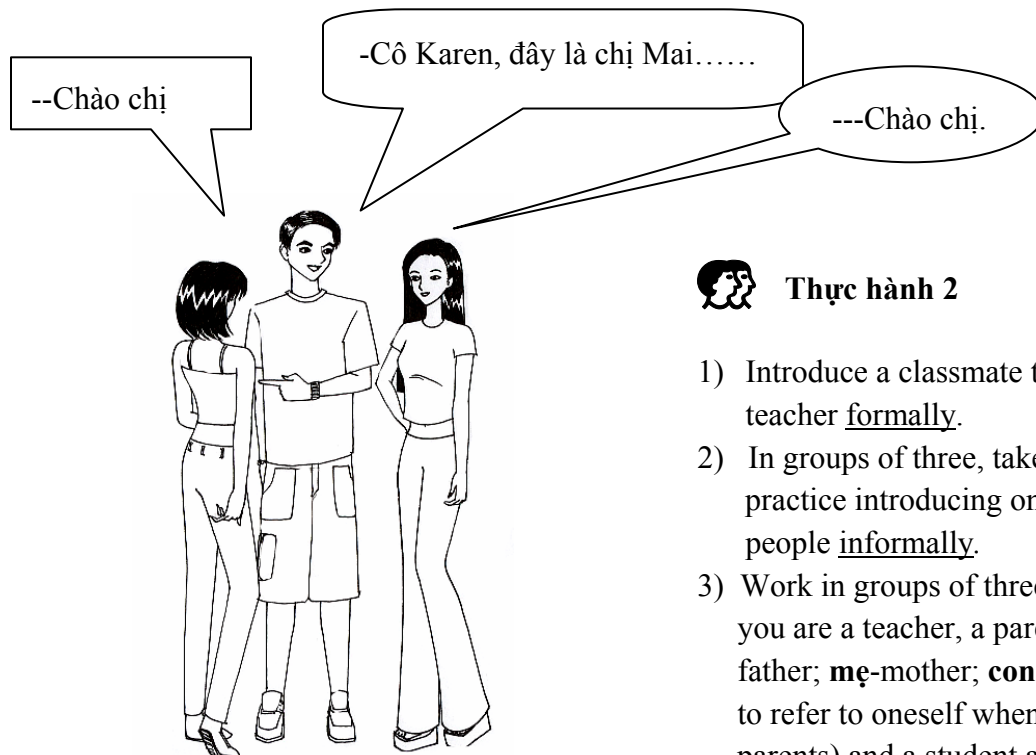 -Cô Karen, đây là chị Mai……
--Chào chị
---Chào chị.
Thực hành 2
1) Introduce a classmate t
teacher formally.
2) In groups of three, take
practice introducing on
people informally.
3) Work in groups of three
you are a teacher, a pare
father; mẹ-mother; con
to refer to oneself when
parents) and a student a